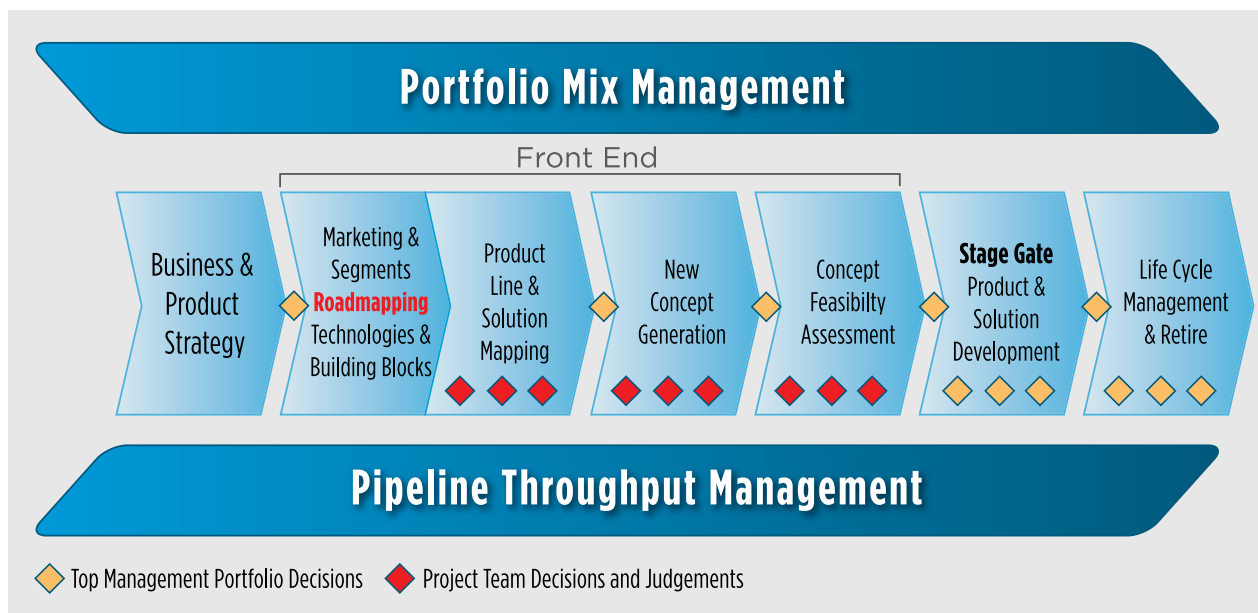 Portfolio Mix Management
Front End
Business &
Product
Strategy
Marketing &
Segments
Roadmapping
Technologies &
Building Blocks
Product
Line &
Solution
Mapping
New
Concept
Generation
Concept
Feasibilty
Assessment
Stage Gate
Product &
Solution
Development
Life Cycle
Management
& Retire
Pipeline Throughput Management
Top Management Portfolio Decisions
Project Team Decisions and Judgements